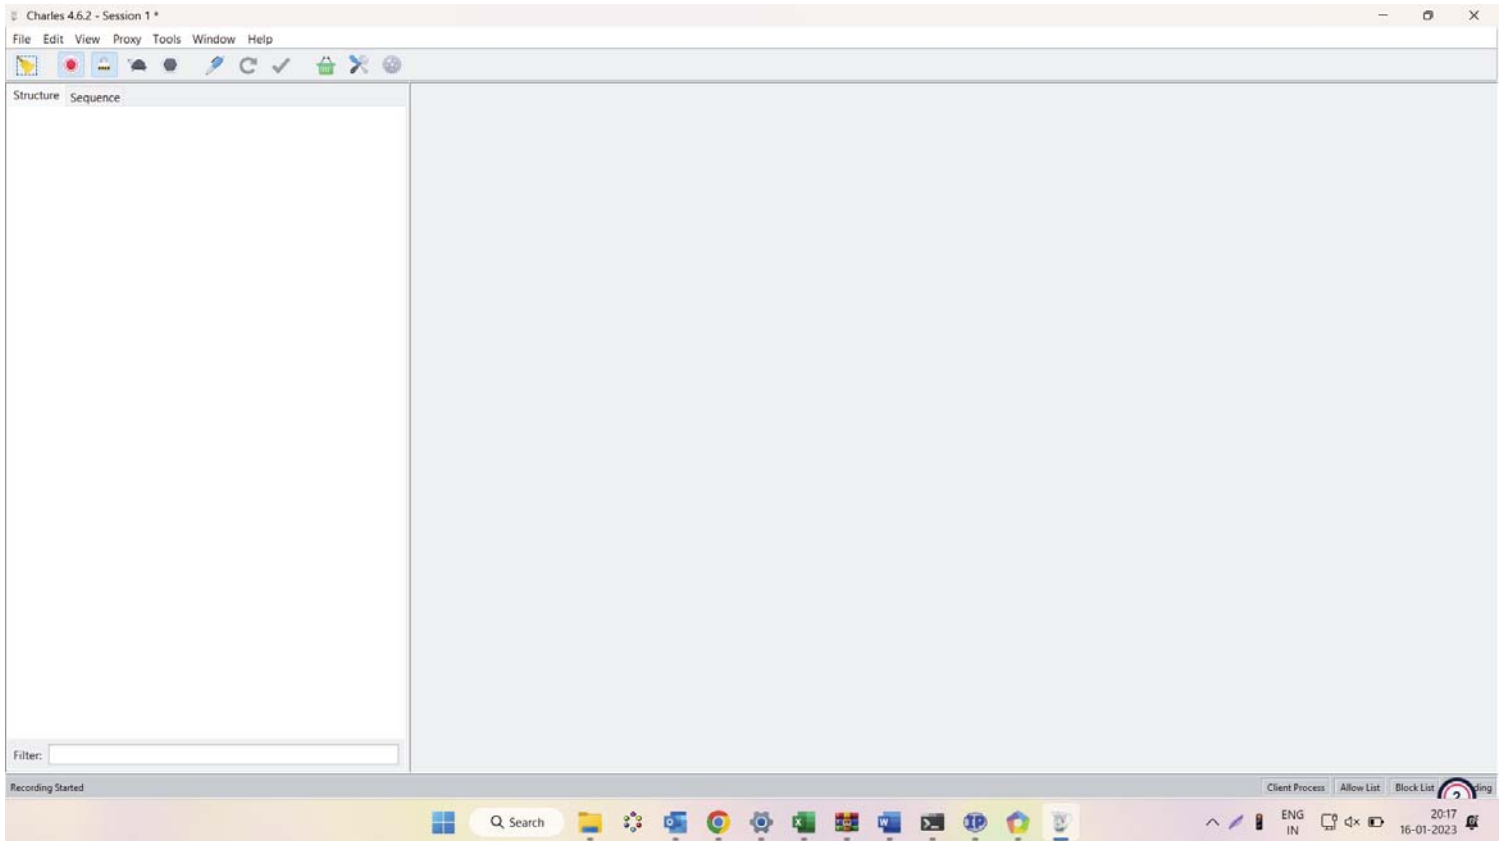 Charles 4.6.2 - Session 1 *
File Edit View Proxy Tools Window Help
Structure Sequence
Filter:
Recording Started
Client Process Allow List Block List
Search
ENG
IN
20:17
16-01-2023